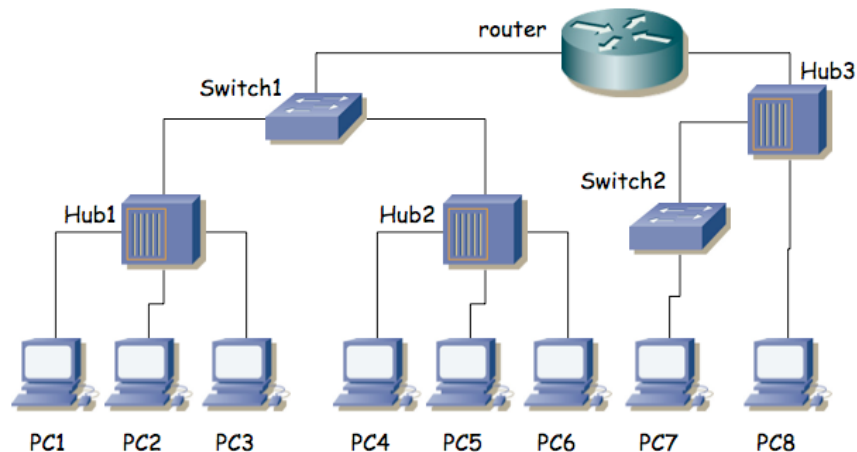 router
Hub3
Switch1
Switch2
Hub1
Hub2
PC1 PC2 PC3 PC4 PC5 PC6 PC7 PC8